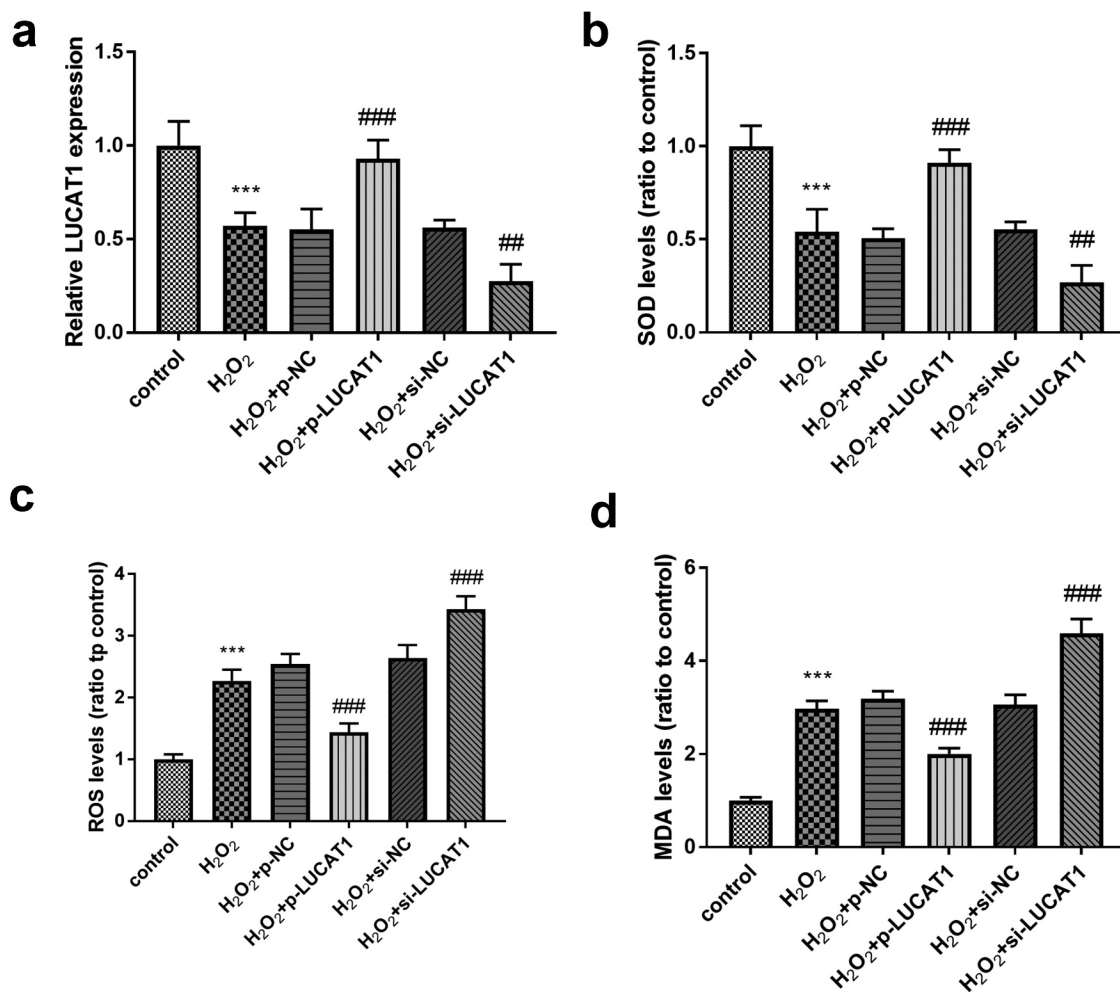 a
Relative LUCAT1 expression
1.5
1.0
0.5
0.0
***
###
##
control
H₂O₂
H₂O₂+p-NC
H₂O₂+p-LUCAT1
H₂O₂+si-NC
H₂O₂+si-LUCAT1
b
SOD levels (ratio to control)
1.5
1.0
0.5
0.0
***
###
##
control
H₂O₂
H₂O₂+p-NC
H₂O₂+p-LUCAT1
H₂O₂+si-NC
H₂O₂+si-LUCAT1
c
ROS levels (ratio tp control)
4
3
2
1
0
***
###
###
control
H₂O₂
H₂O₂+p-NC
H₂O₂+p-LUCAT1
H₂O₂+si-NC
H₂O₂+si-LUCAT1
d
MDA levels (ratio to control)
6
4
2
0
***
###
###
control
H₂O₂
H₂O₂+p-NC
H₂O₂+p-LUCAT1
H₂O₂+si-NC
H₂O₂+si-LUCAT1